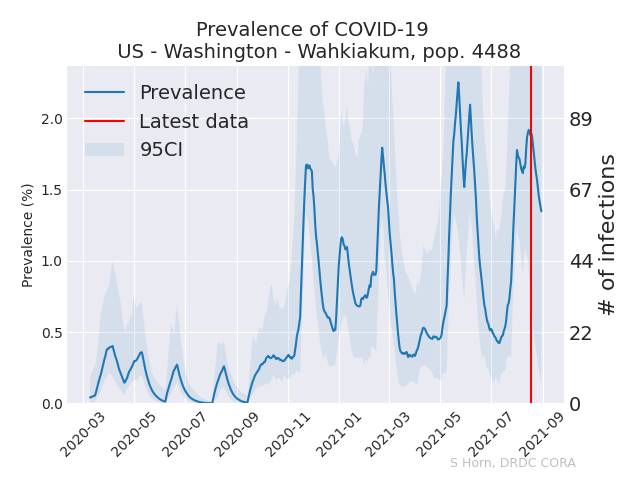 Prevalence of COVID-19
US - Washington - Wahkiakum, pop. 4488
Prevalence
Latest data
95CI
Prevalence (%)
2.0
1.5
1.0
0.5
0.0
89
67
44
22
0
# of infections
2020-03
2020-05
2020-07
2020-09
2020-11
2021-01
2021-03
2021-05
2021-07
2021-09
S Horn, DRDC CORA